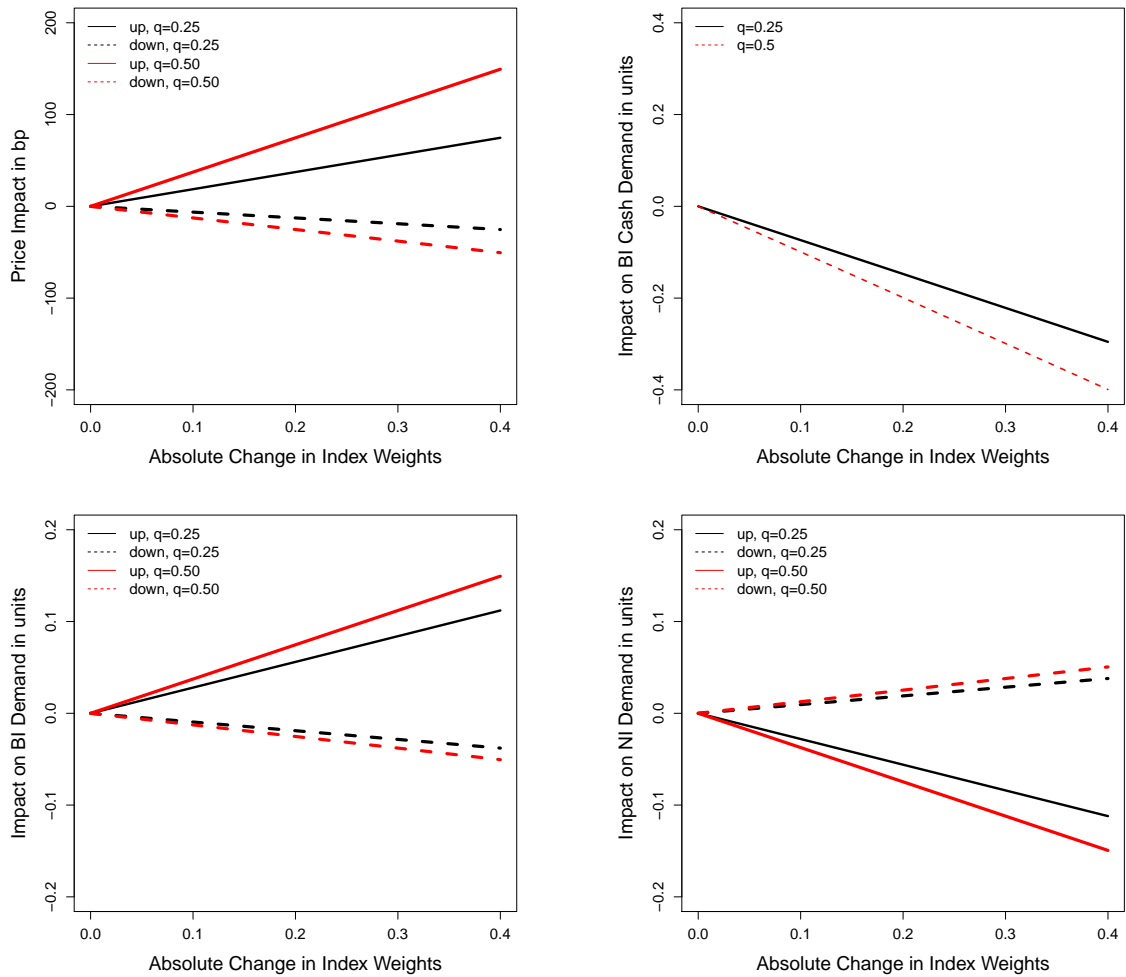 up, q=0.25
down, q=0.25
up, q=0.50
down, q=0.50
200
100
0
−100
−200
Price Impact in bp
0.0 0.1 0.2 0.3 0.4
Absolute Change in Index Weights
q=0.25
q=0.5
0.4
0.2
0.0
−0.2
−0.4
Impact on BI Cash Demand in units
0.0 0.1 0.2 0.3 0.4
Absolute Change in Index Weights
up, q=0.25
down, q=0.25
up, q=0.50
down, q=0.50
0.2
0.1
0.0
−0.1
−0.2
Impact on BI Demand in units
0.0 0.1 0.2 0.3 0.4
Absolute Change in Index Weights
up, q=0.25
down, q=0.25
up, q=0.50
down, q=0.50
0.2
0.1
0.0
−0.1
−0.2
Impact on NI Demand in units
0.0 0.1 0.2 0.3 0.4
Absolute Change in Index Weights